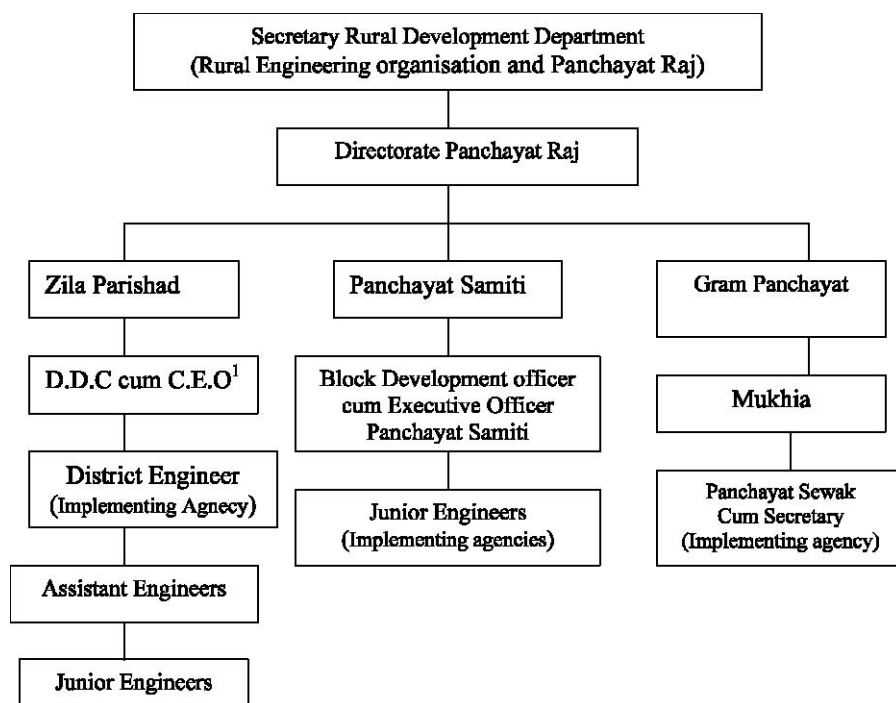 Secretary Rural Development Department
(Rural Engineering organisation and Panchayat Raj)
Directorate Panchayat Raj
Zila Parishad
Panchayat Samiti
Gram Panchayat
D.D.C cum C.E.O¹
Block Development officer
cum Executive Officer
Panchayat Samiti
Mukhia
District Engineer
(Implementing Agnecy)
Junior Engineers
(Implementing agencies)
Panchayat Sewak
Cum Secretary
(Implementing agency)
Assistant Engineers
Junior Engineers